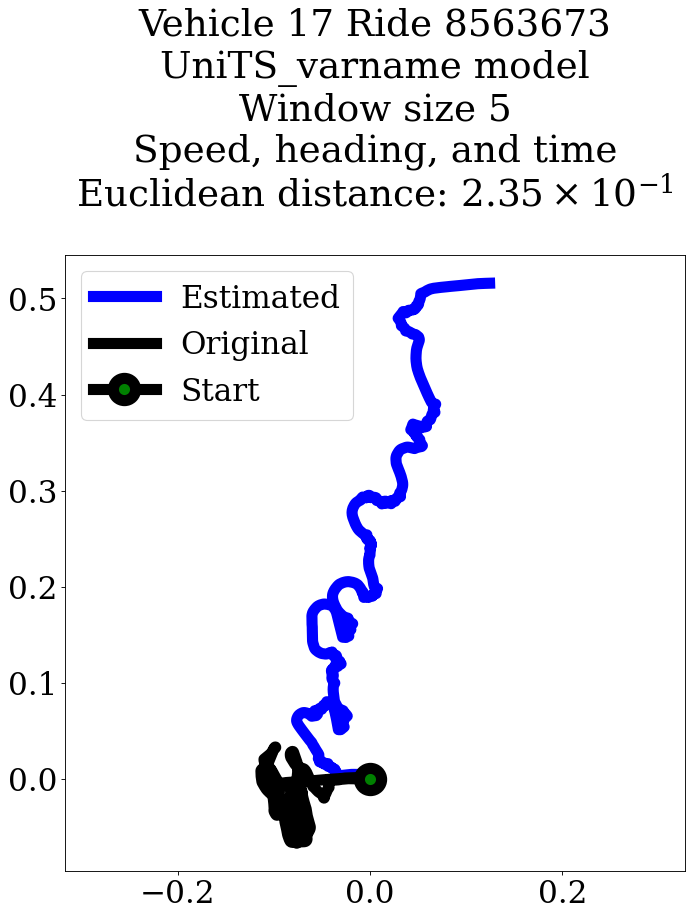 Vehicle 17 Ride 8563673
UniTS_varname model
Window size 5
Speed, heading, and time
Euclidean distance: 2.35 × 10⁻¹
Estimated
Original
Start
0.5
0.4
0.3
0.2
0.1
0.0
−0.2 0.0 0.2